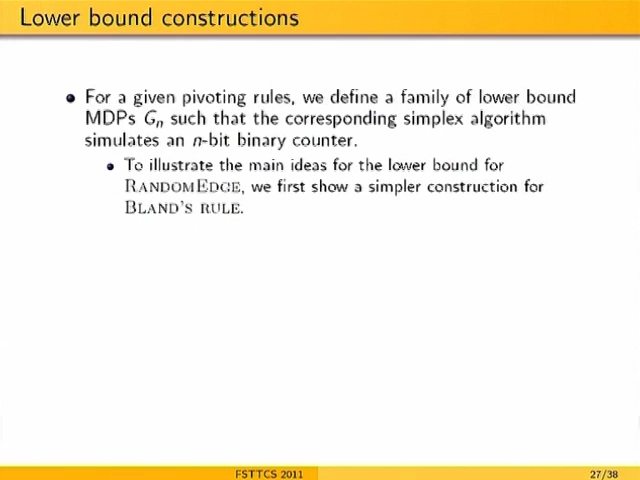 Lower bound constructions
For a given pivoting rules, we define a family of lower bound
MDPs Gn such that the corresponding simplex algorithm
simulates an n-bit binary counter.
To illustrate the main ideas for the lower bound for
RANDOMEDGE, we first show a simpler construction for
BLAND'S RULE.
FSTTCS 2011
27/38